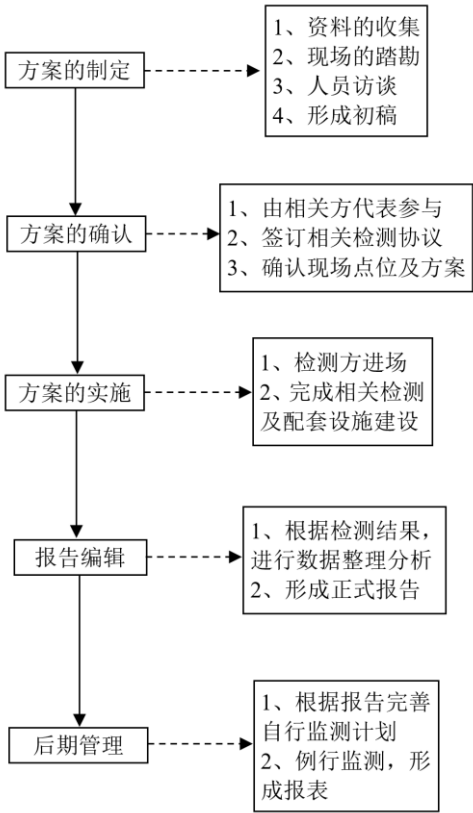 方案的制定
1、资料的收集
2、现场的踏勘
3、人员访谈
4、形成初稿
方案的确认
1、由相关方代表参与
2、签订相关检测协议
3、确认现场点位及方案
方案的实施
1、检测方进场
2、完成相关检测
及配套设施建设
报告编辑
1、根据检测结果，
进行数据整理分析
2、形成正式报告
后期管理
1、根据报告完善
自行监测计划
2、例行监测，形
成报表